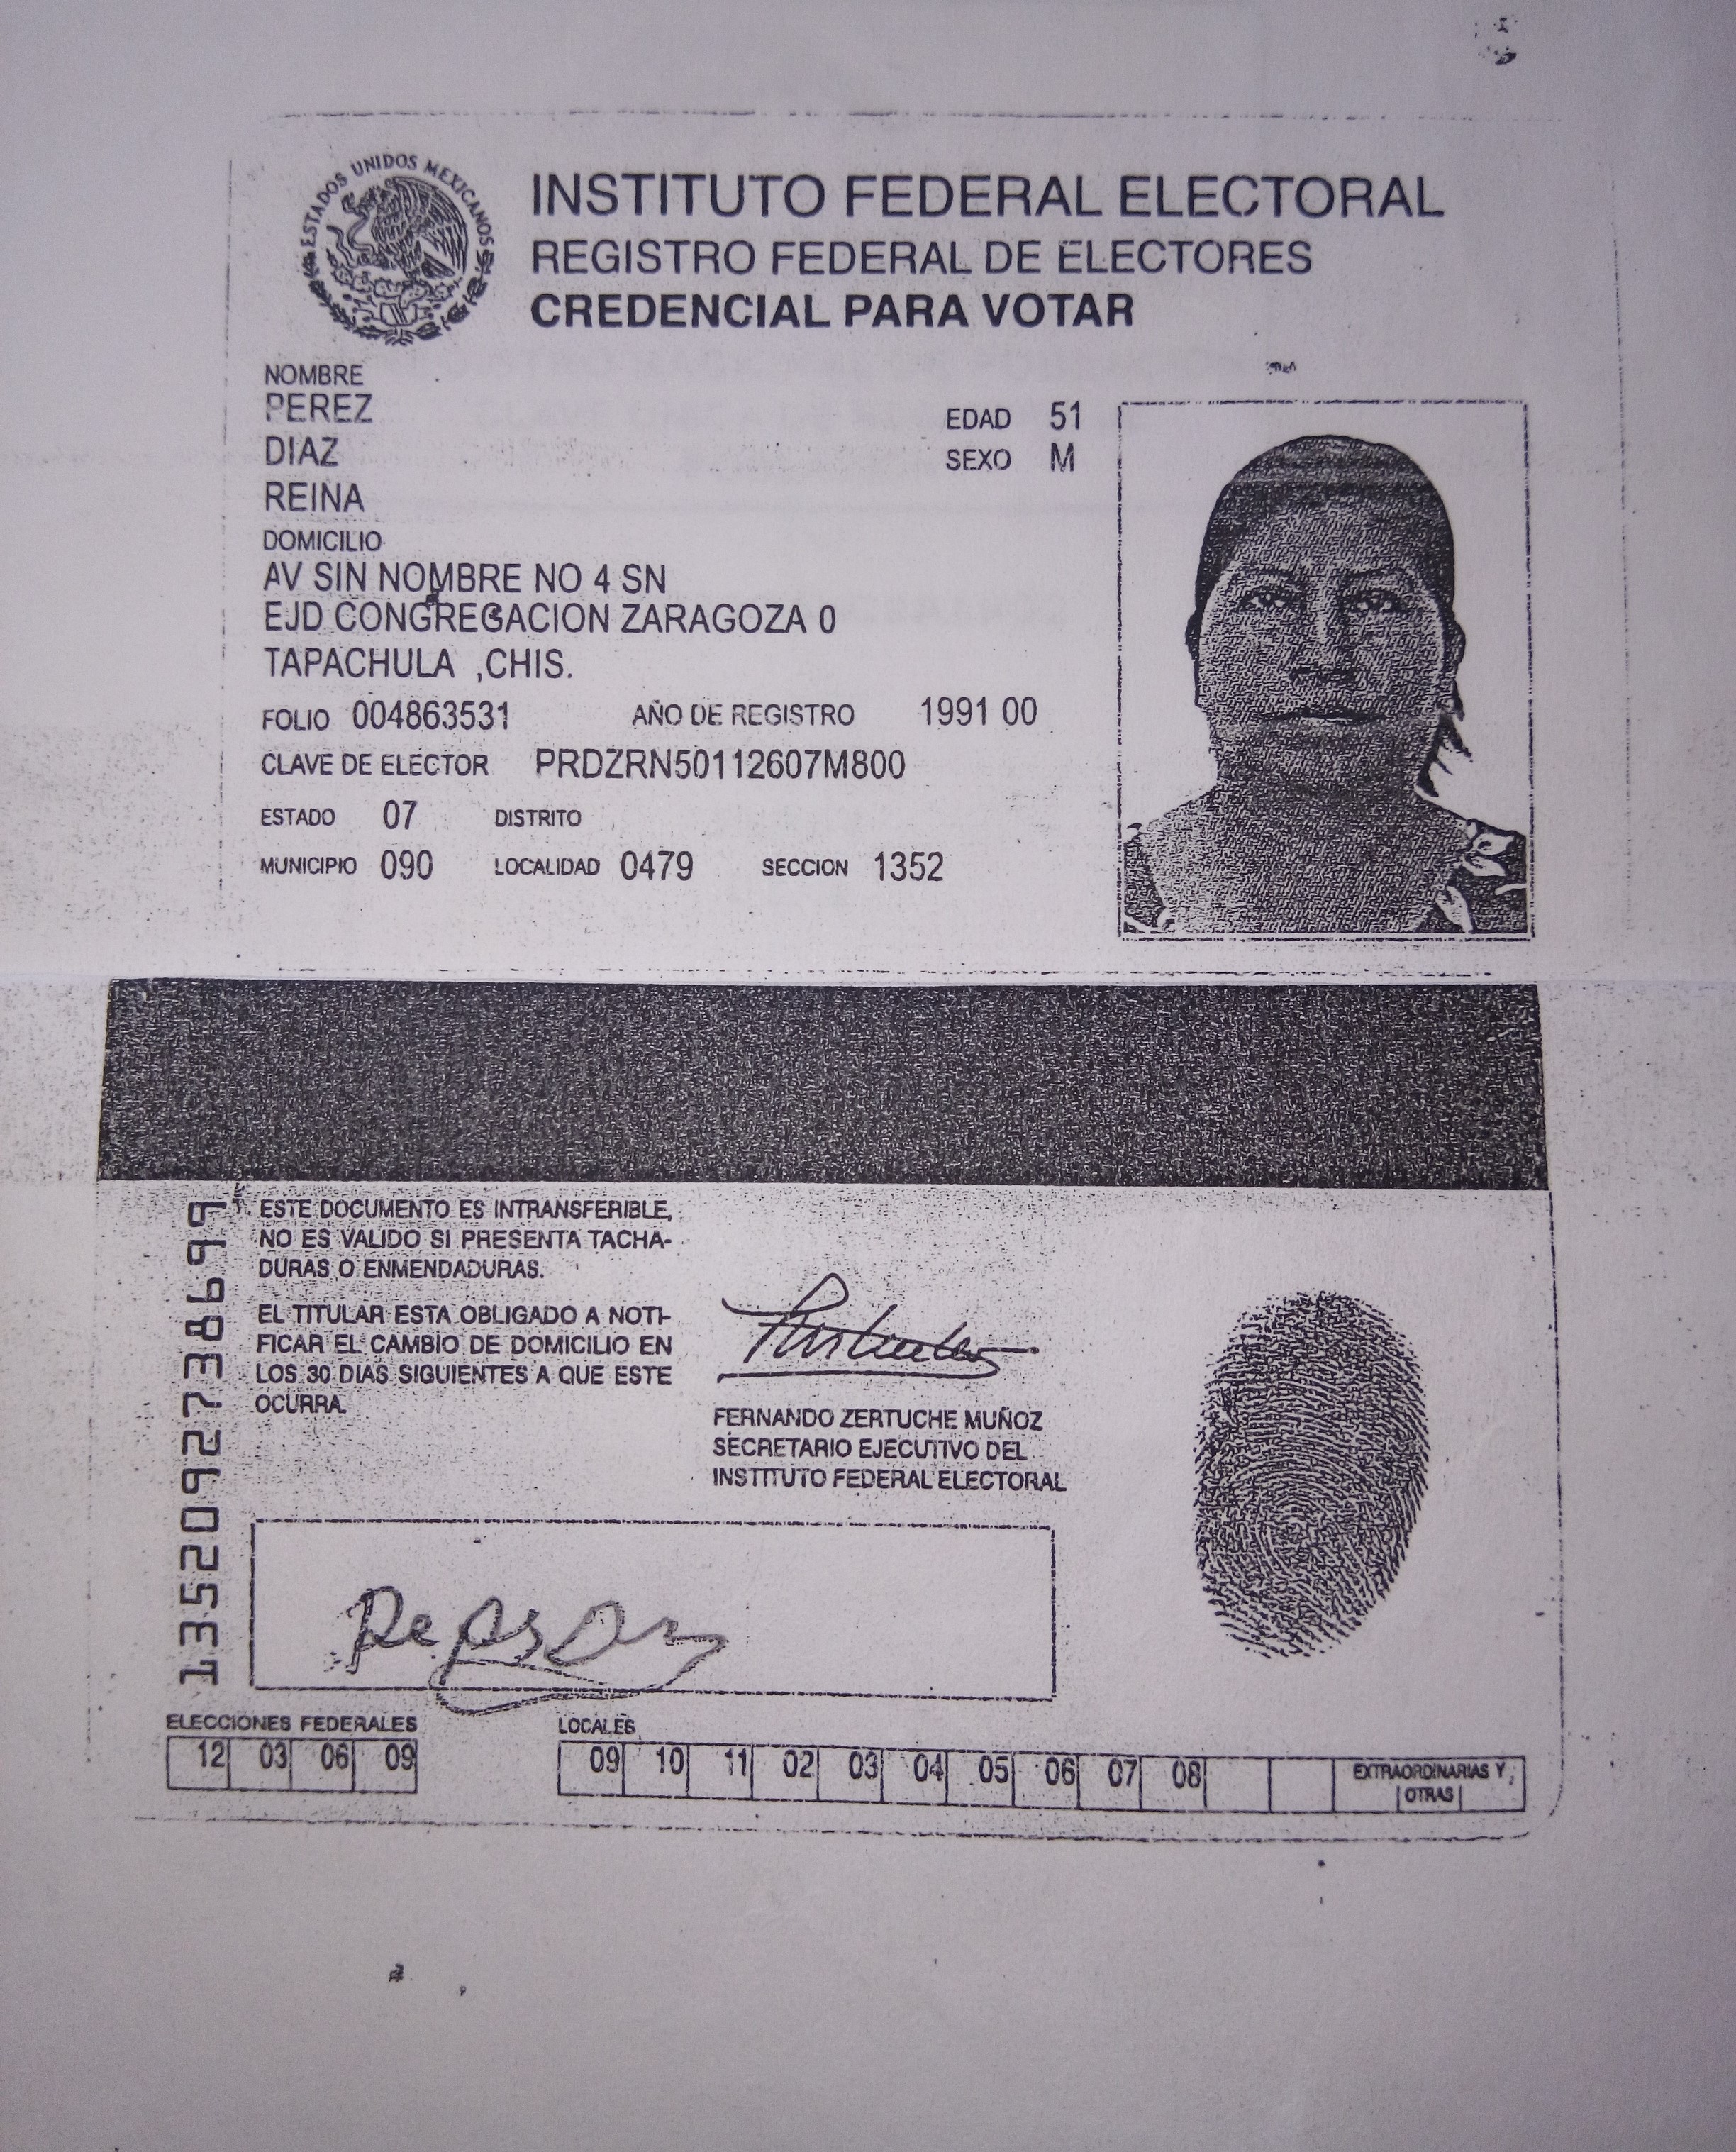 ESTADOS UNIDOS MEXICANOS
INSTITUTO FEDERAL ELECTORAL
REGISTRO FEDERAL DE ELECTORES
CREDENCIAL PARA VOTAR
NOMBRE
PEREZ
DIAZ
REINA
EDAD 51
SEXO M
DOMICILIO
AV SIN NOMBRE NO 4 SN
EJD CONGREGACION ZARAGOZA 0
TAPACHULA ,CHIS.
FOLIO 004863531 AÑO DE REGISTRO 1991 00
CLAVE DE ELECTOR PRDZRN50112607M800
ESTADO 07 DISTRITO
MUNICIPIO 090 LOCALIDAD 0479 SECCION 1352
1352092738699
ESTE DOCUMENTO ES INTRANSFERIBLE,
NO ES VALIDO SI PRESENTA TACHA-
DURAS O ENMENDADURAS.
EL TITULAR ESTA OBLIGADO A NOTI-
FICAR EL CAMBIO DE DOMICILIO EN
LOS 30 DIAS SIGUIENTES A QUE ESTE
OCURRA.
FERNANDO ZERTUCHE MUÑOZ
SECRETARIO EJECUTIVO DEL
INSTITUTO FEDERAL ELECTORAL
ELECCIONES FEDERALES
12 03 06 09
LOCALES
09 10 11 02 03 04 05 06 07 08
EXTRAORDINARIAS Y
OTRAS